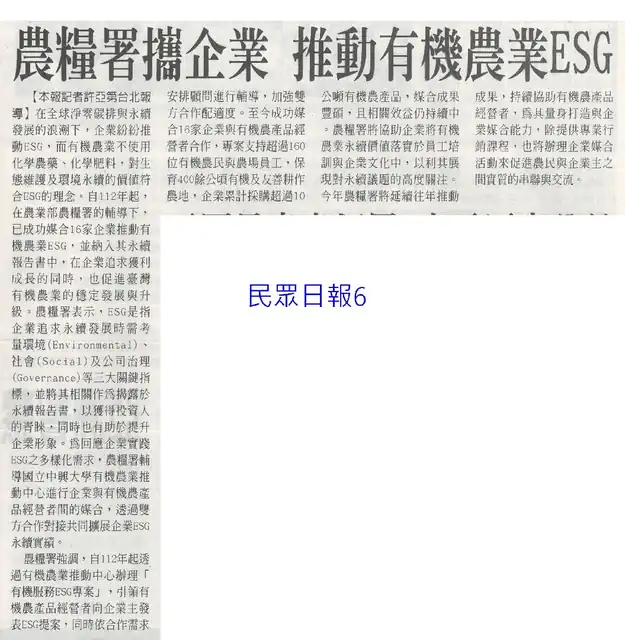 農糧署攜企業 推動有機農業ESG
【本報記者許亞第台北報
導】在全球淨零碳排與永續
發展的浪潮下，企業紛紛推
動ESG，而有機農業不使用
化學農藥、化學肥料，對生
態維護及環境永續的價值符
合ESG的理念。自112年起，
在農業部農糧署的輔導下，
已成功媒合16家企業推動有
機農業ESG，並納入其永續
報告書中，在企業追求獲利
成長的同時，也促進臺灣
有機農業的穩定發展與升
級。農糧署表示，ESG是指
企業追求永續發展時需考
量環境(Environmental)、
社會(Social)及公司治理
(Governance)等三大關鍵指
標，並將其相關作為揭露於
永續報告書，以獲得投資人
的青睞，同時也有助於提升
企業形象。為回應企業實踐
ESG之多樣化需求，農糧署輔
導國立中興大學有機農業推
動中心進行企業與有機農產
品經營者間的媒合，透過雙
方合作對接共同擴展企業ESG
永續實績。
農糧署強調，自112年起透
過有機農業推動中心辦理「
有機服務ESG專案」，引領有
機農產品經營者向企業主發
表ESG提案，同時依合作需求
安排顧問進行輔導，加強雙
方合作配適度。至今成功媒
合16家企業與有機農產品經
營者合作，專案支持超過160
位有機農民與農場員工，保
育400餘公頃有機及友善耕作
農地，企業累計採購超過10
公噸有機農產品，媒合成果
豐碩，且相關效益仍持續中
。農糧署將協助企業將有機
農業永續價值落實於員工培
訓與企業文化中，以利其展
現對永續議題的高度關注。
今年農糧署將延續往年推動
成果，持續協助有機農產品
經營者，為其量身打造與企
業媒合能力，除提供專業行
銷課程，也將辦理企業媒合
活動來促進農民與企業主之
間實質的串聯與交流。
民眾日報6